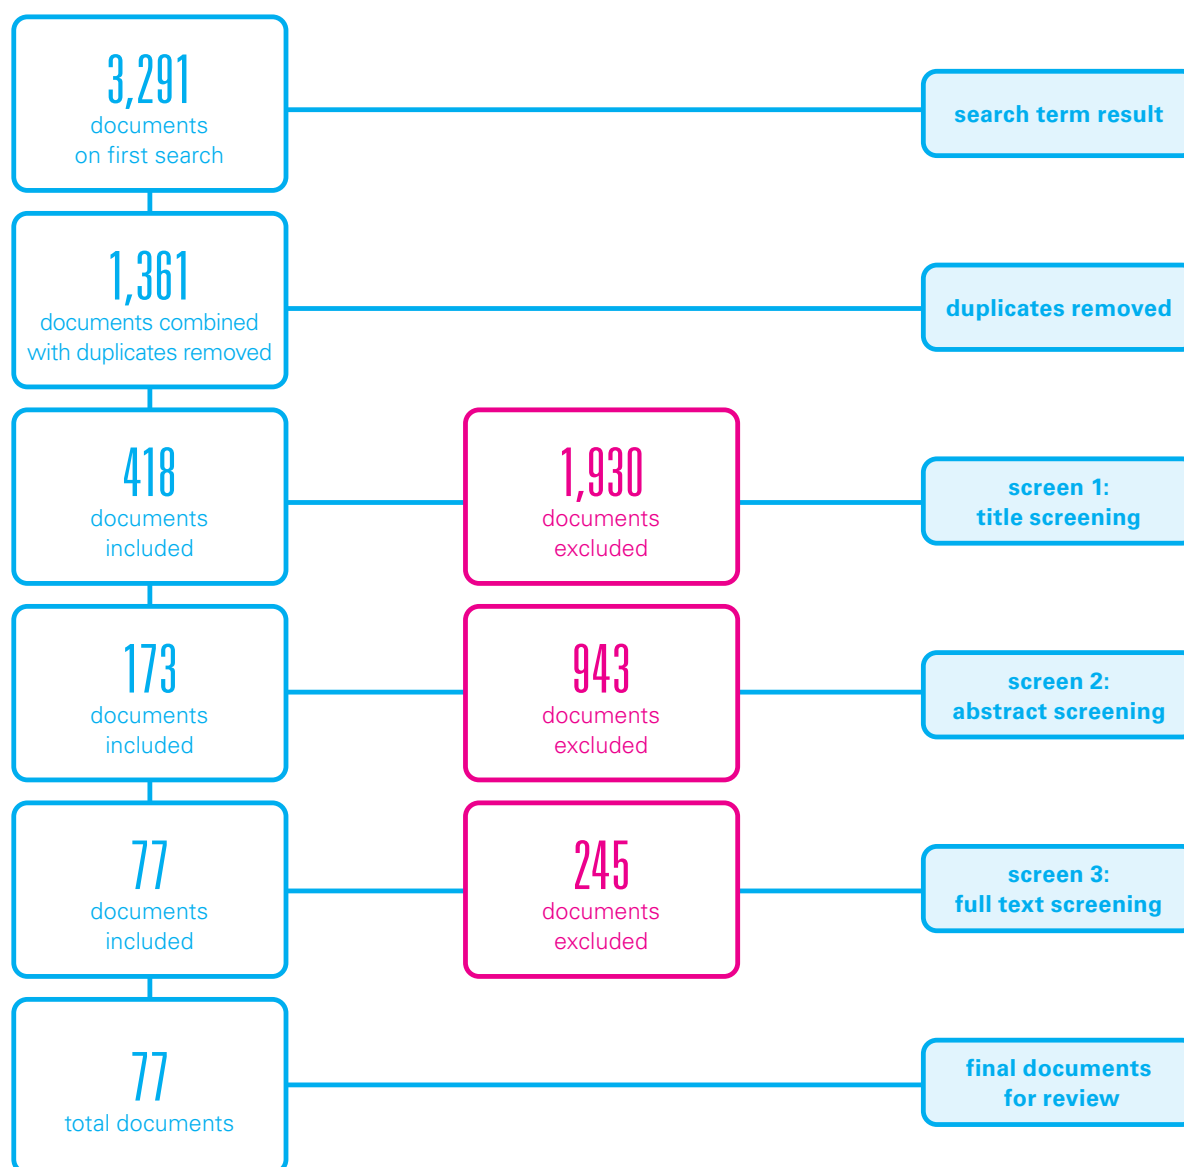 3,291
documents
on first search
search term result
1,361
documents combined
with duplicates removed
duplicates removed
418
documents
included
1,930
documents
excluded
screen 1:
title screening
173
documents
included
943
documents
excluded
screen 2:
abstract screening
77
documents
included
245
documents
excluded
screen 3:
full text screening
77
total documents
final documents
for review